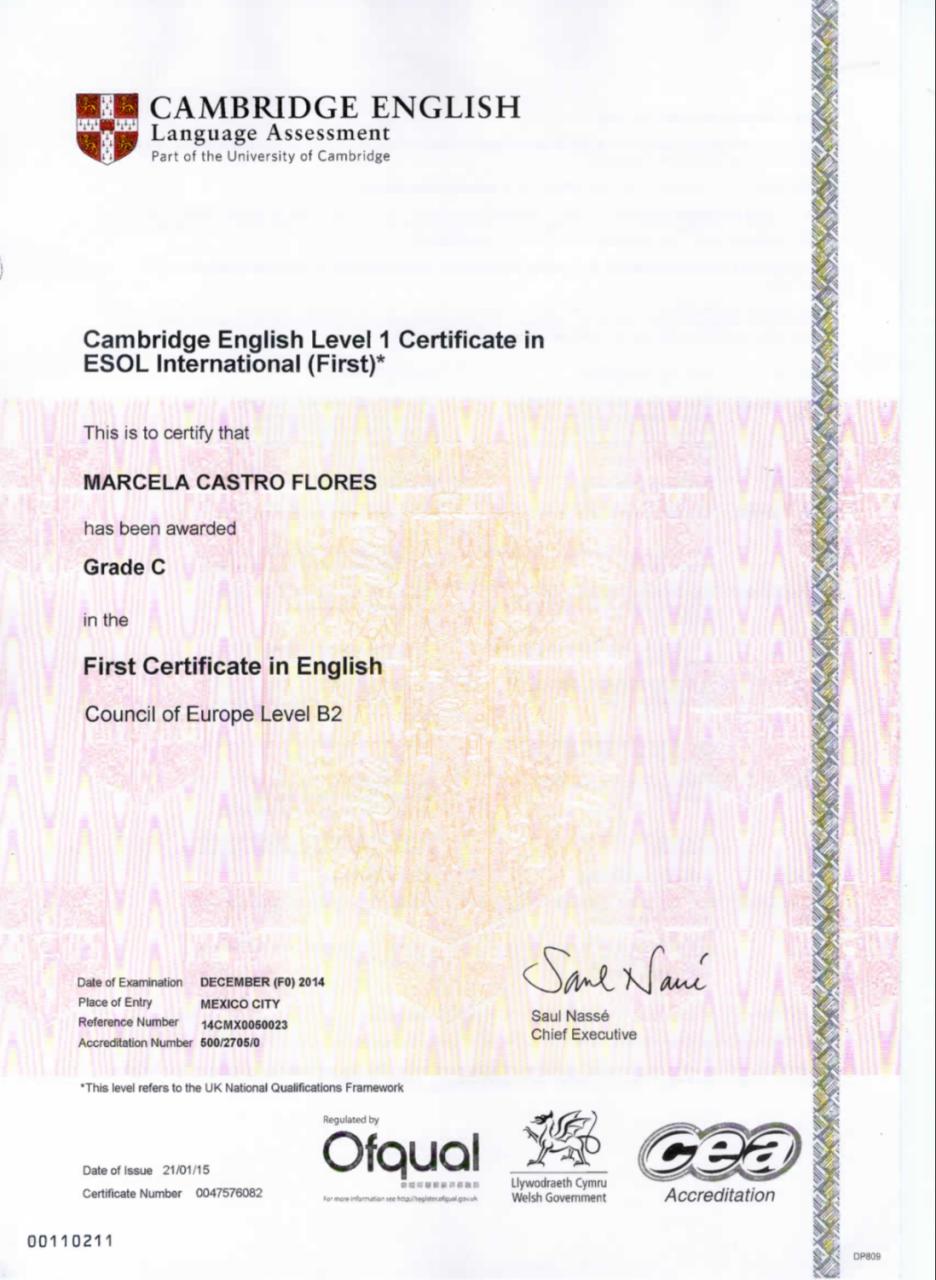 CAMBRIDGE ENGLISH
Language Assessment
Part of the University of Cambridge
Cambridge English Level 1 Certificate in
ESOL International (First)*
This is to certify that
MARCELA CASTRO FLORES
has been awarded
Grade C
in the
First Certificate in English
Council of Europe Level B2
Date of Examination DECEMBER (F0) 2014
Place of Entry MEXICO CITY
Reference Number 14CMX0050023
Accreditation Number 500/2705/0
Saul Nassé
Saul Nassé
Chief Executive
*This level refers to the UK National Qualifications Framework
Regulated by
Ofqual
For more information see http://register.ofqual.gov.uk
Llywodraeth Cymru
Welsh Government
cea
Accreditation
Date of Issue 21/01/15
Certificate Number 0047576082
00110211
DP809